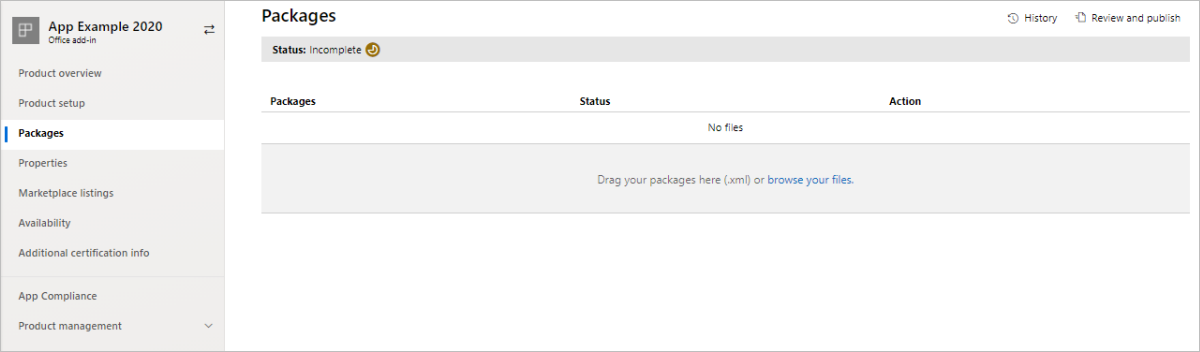 App Example 2020
Office add-in
Product overview
Product setup
Packages
Properties
Marketplace listings
Availability
Additional certification info
App Compliance
Product management
Packages
History
Review and publish
Status: Incomplete
Packages Status Action
No files
Drag your packages here (.xml) or browse your files.